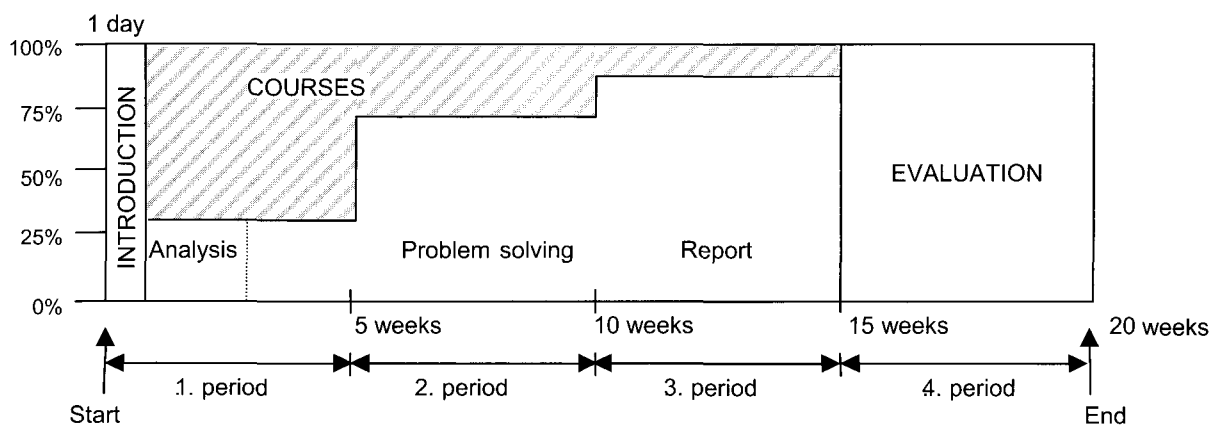 1 day
100%
75%
50%
25%
0%
INTRODUCTION
COURSES
EVALUATION
Analysis
Problem solving
Report
5 weeks
10 weeks
15 weeks
20 weeks
1. period
2. period
3. period
4. period
Start
End